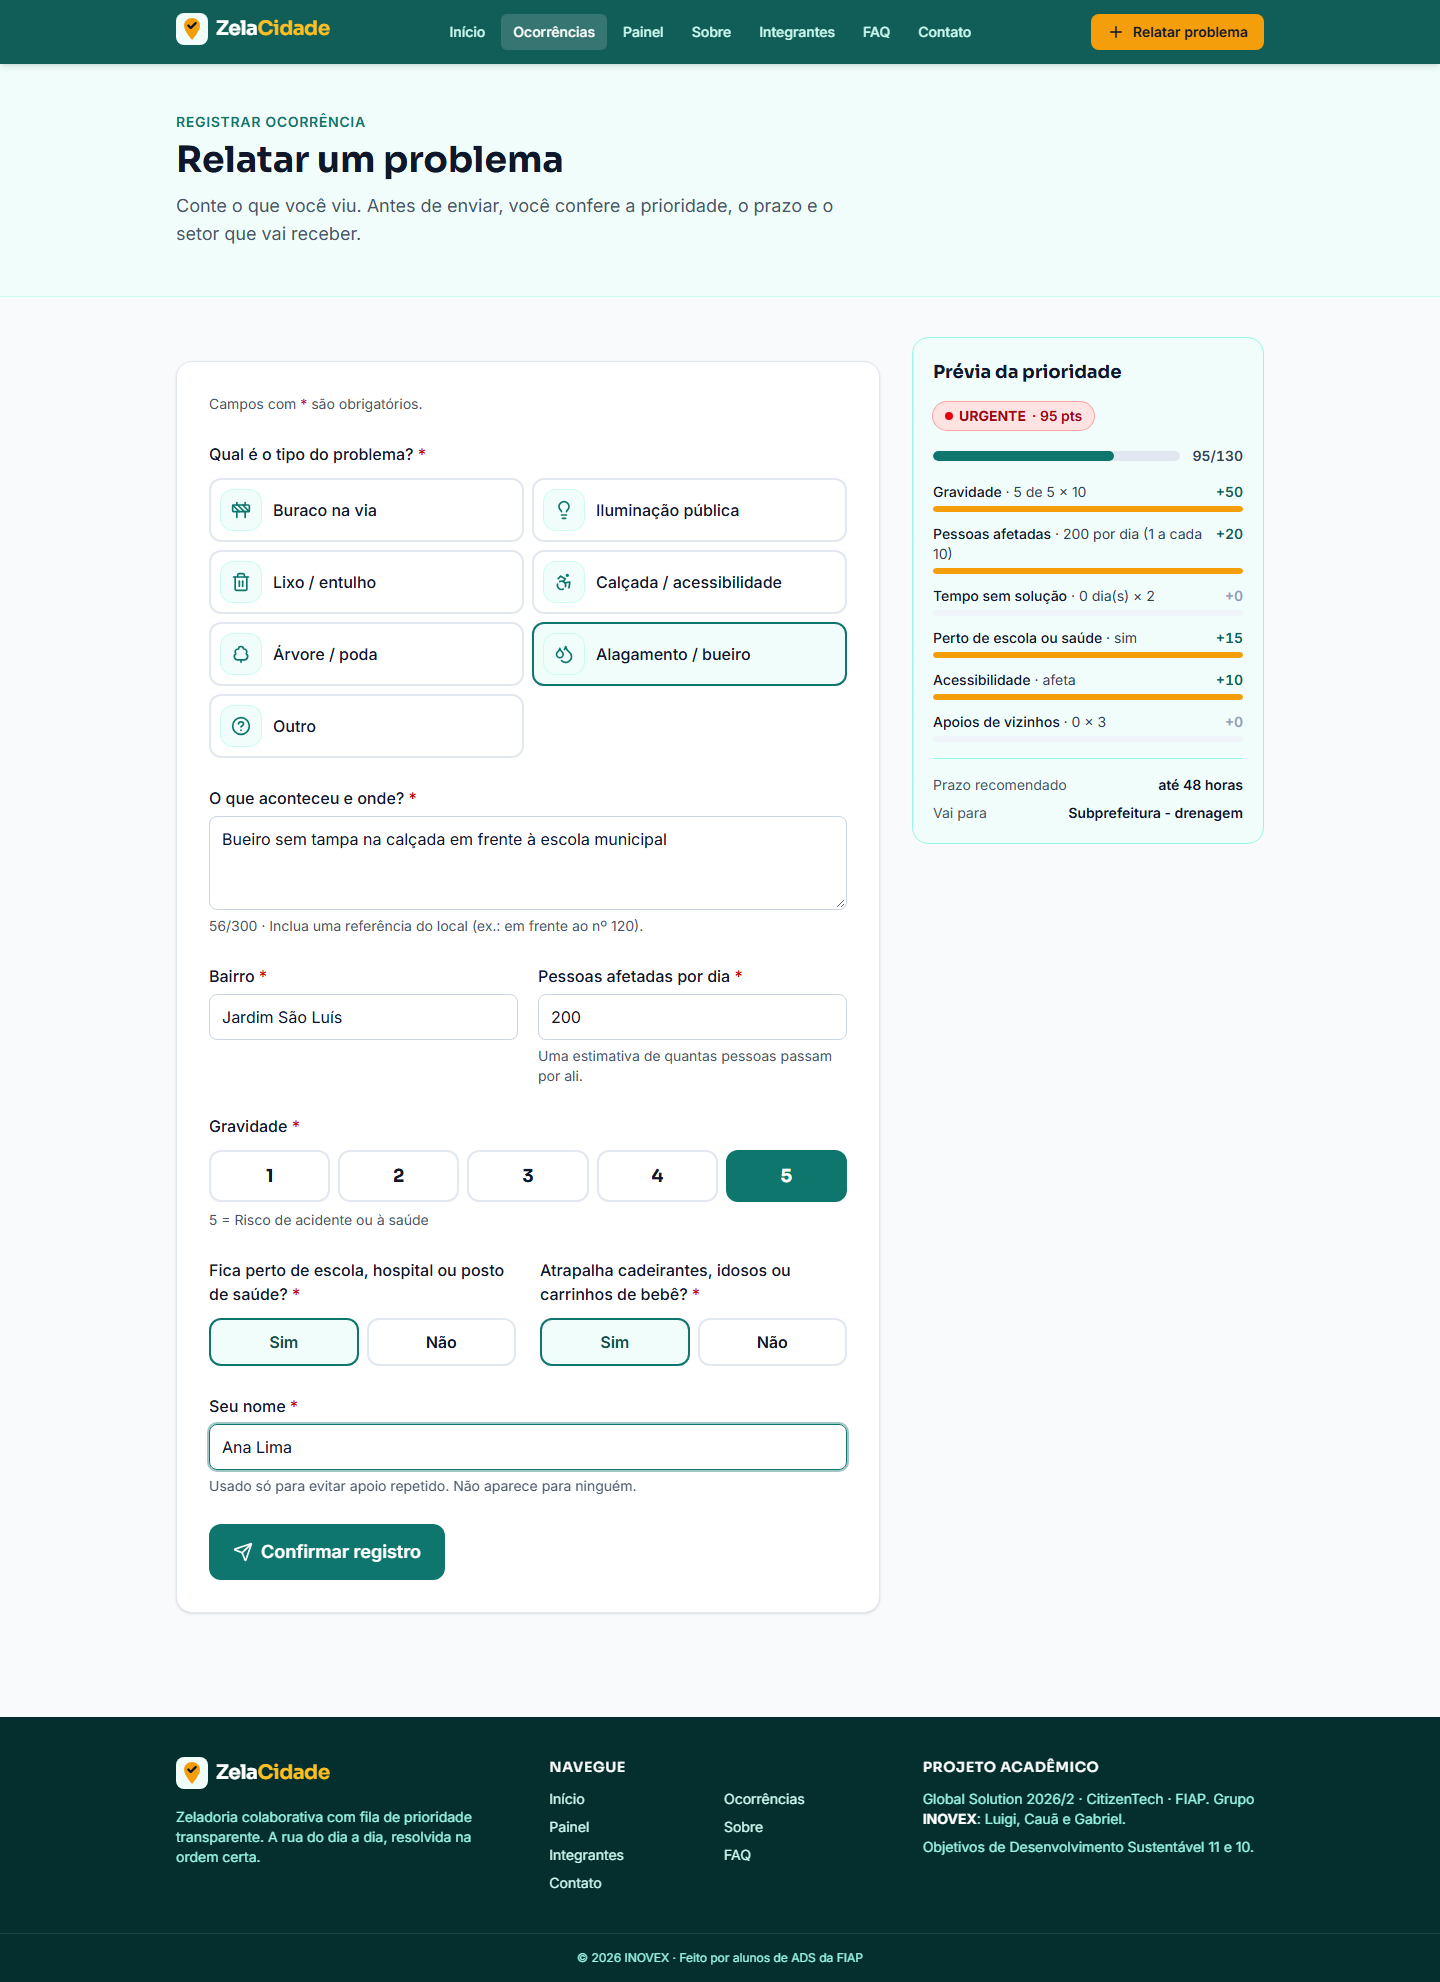 ZelaCidade
Início
Ocorrências
Painel
Sobre
Integrantes
FAQ
Contato
Relatar problema
REGISTRAR OCORRÊNCIA
Relatar um problema
Conte o que você viu. Antes de enviar, você confere a prioridade, o prazo e o
setor que vai receber.
Campos com * são obrigatórios.
Qual é o tipo do problema? *
Buraco na via
Iluminação pública
Lixo / entulho
Calçada / acessibilidade
Árvore / poda
Alagamento / bueiro
Outro
O que aconteceu e onde? *
Bueiro sem tampa na calçada em frente à escola municipal
56/300 · Inclua uma referência do local (ex.: em frente ao nº 120).
Bairro *
Jardim São Luís
Pessoas afetadas por dia *
200
Uma estimativa de quantas pessoas passam
por ali.
Gravidade *
1
2
3
4
5
5 = Risco de acidente ou à saúde
Fica perto de escola, hospital ou posto
de saúde? *
Sim
Não
Atrapalha cadeirantes, idosos ou
carrinhos de bebê? *
Sim
Não
Seu nome *
Ana Lima
Usado só para evitar apoio repetido. Não aparece para ninguém.
Confirmar registro
Prévia da prioridade
URGENTE · 95 pts
95/130
Gravidade · 5 de 5 × 10 +50
Pessoas afetadas · 200 por dia (1 a cada +20
10)
Tempo sem solução · 0 dia(s) × 2 +0
Perto de escola ou saúde · sim +15
Acessibilidade · afeta +10
Apoios de vizinhos · 0 × 3 +0
Prazo recomendado até 48 horas
Vai para Subprefeitura - drenagem
ZelaCidade
Zeladoria colaborativa com fila de prioridade
transparente. A rua do dia a dia, resolvida na
ordem certa.
NAVEGUE
Início
Ocorrências
Painel
Sobre
Integrantes
FAQ
Contato
PROJETO ACADÊMICO
Global Solution 2026/2 · CitizenTech · FIAP. Grupo
INOVEX: Luigi, Cauã e Gabriel.
Objetivos de Desenvolvimento Sustentável 11 e 10.
© 2026 INOVEX · Feito por alunos de ADS da FIAP